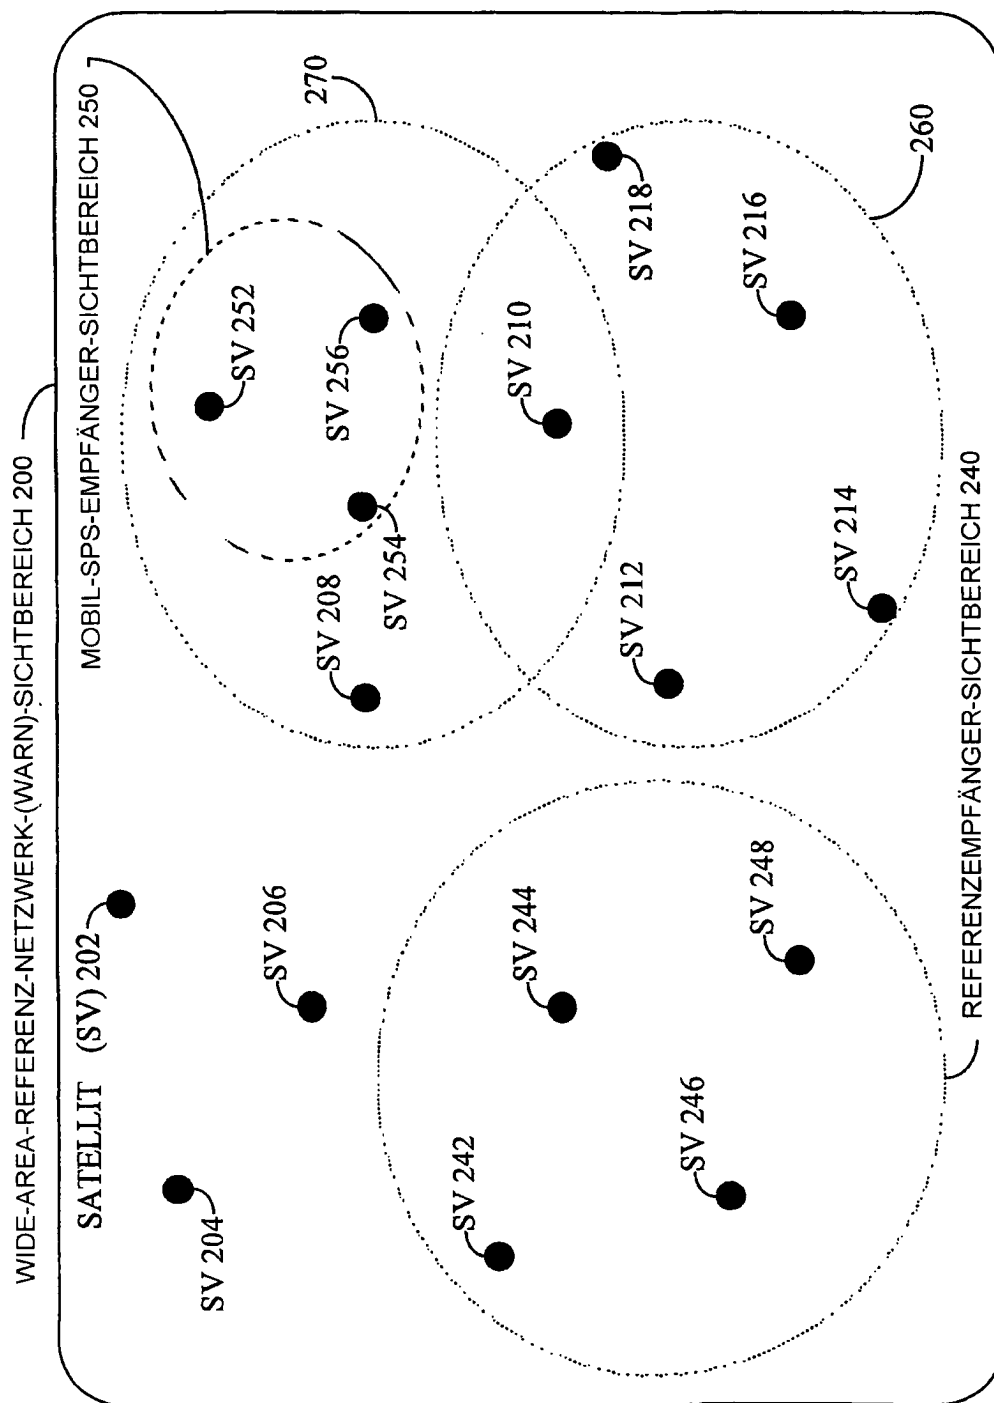 WIDE-AREA-REFERENZ-NETZWERK-(WARN)-SICHTBEREICH 200
MOBIL-SPS-EMPFÄNGER-SICHTBEREICH 250
SATELLIT (SV) 202
270
SV 204
SV 252
SV 206
SV 208
SV 256
SV 254
SV 242
SV 244
SV 210
SV 212
SV 218
SV 246
SV 248
SV 216
SV 214
260
REFERENZEMPFÄNGER-SICHTBEREICH 240